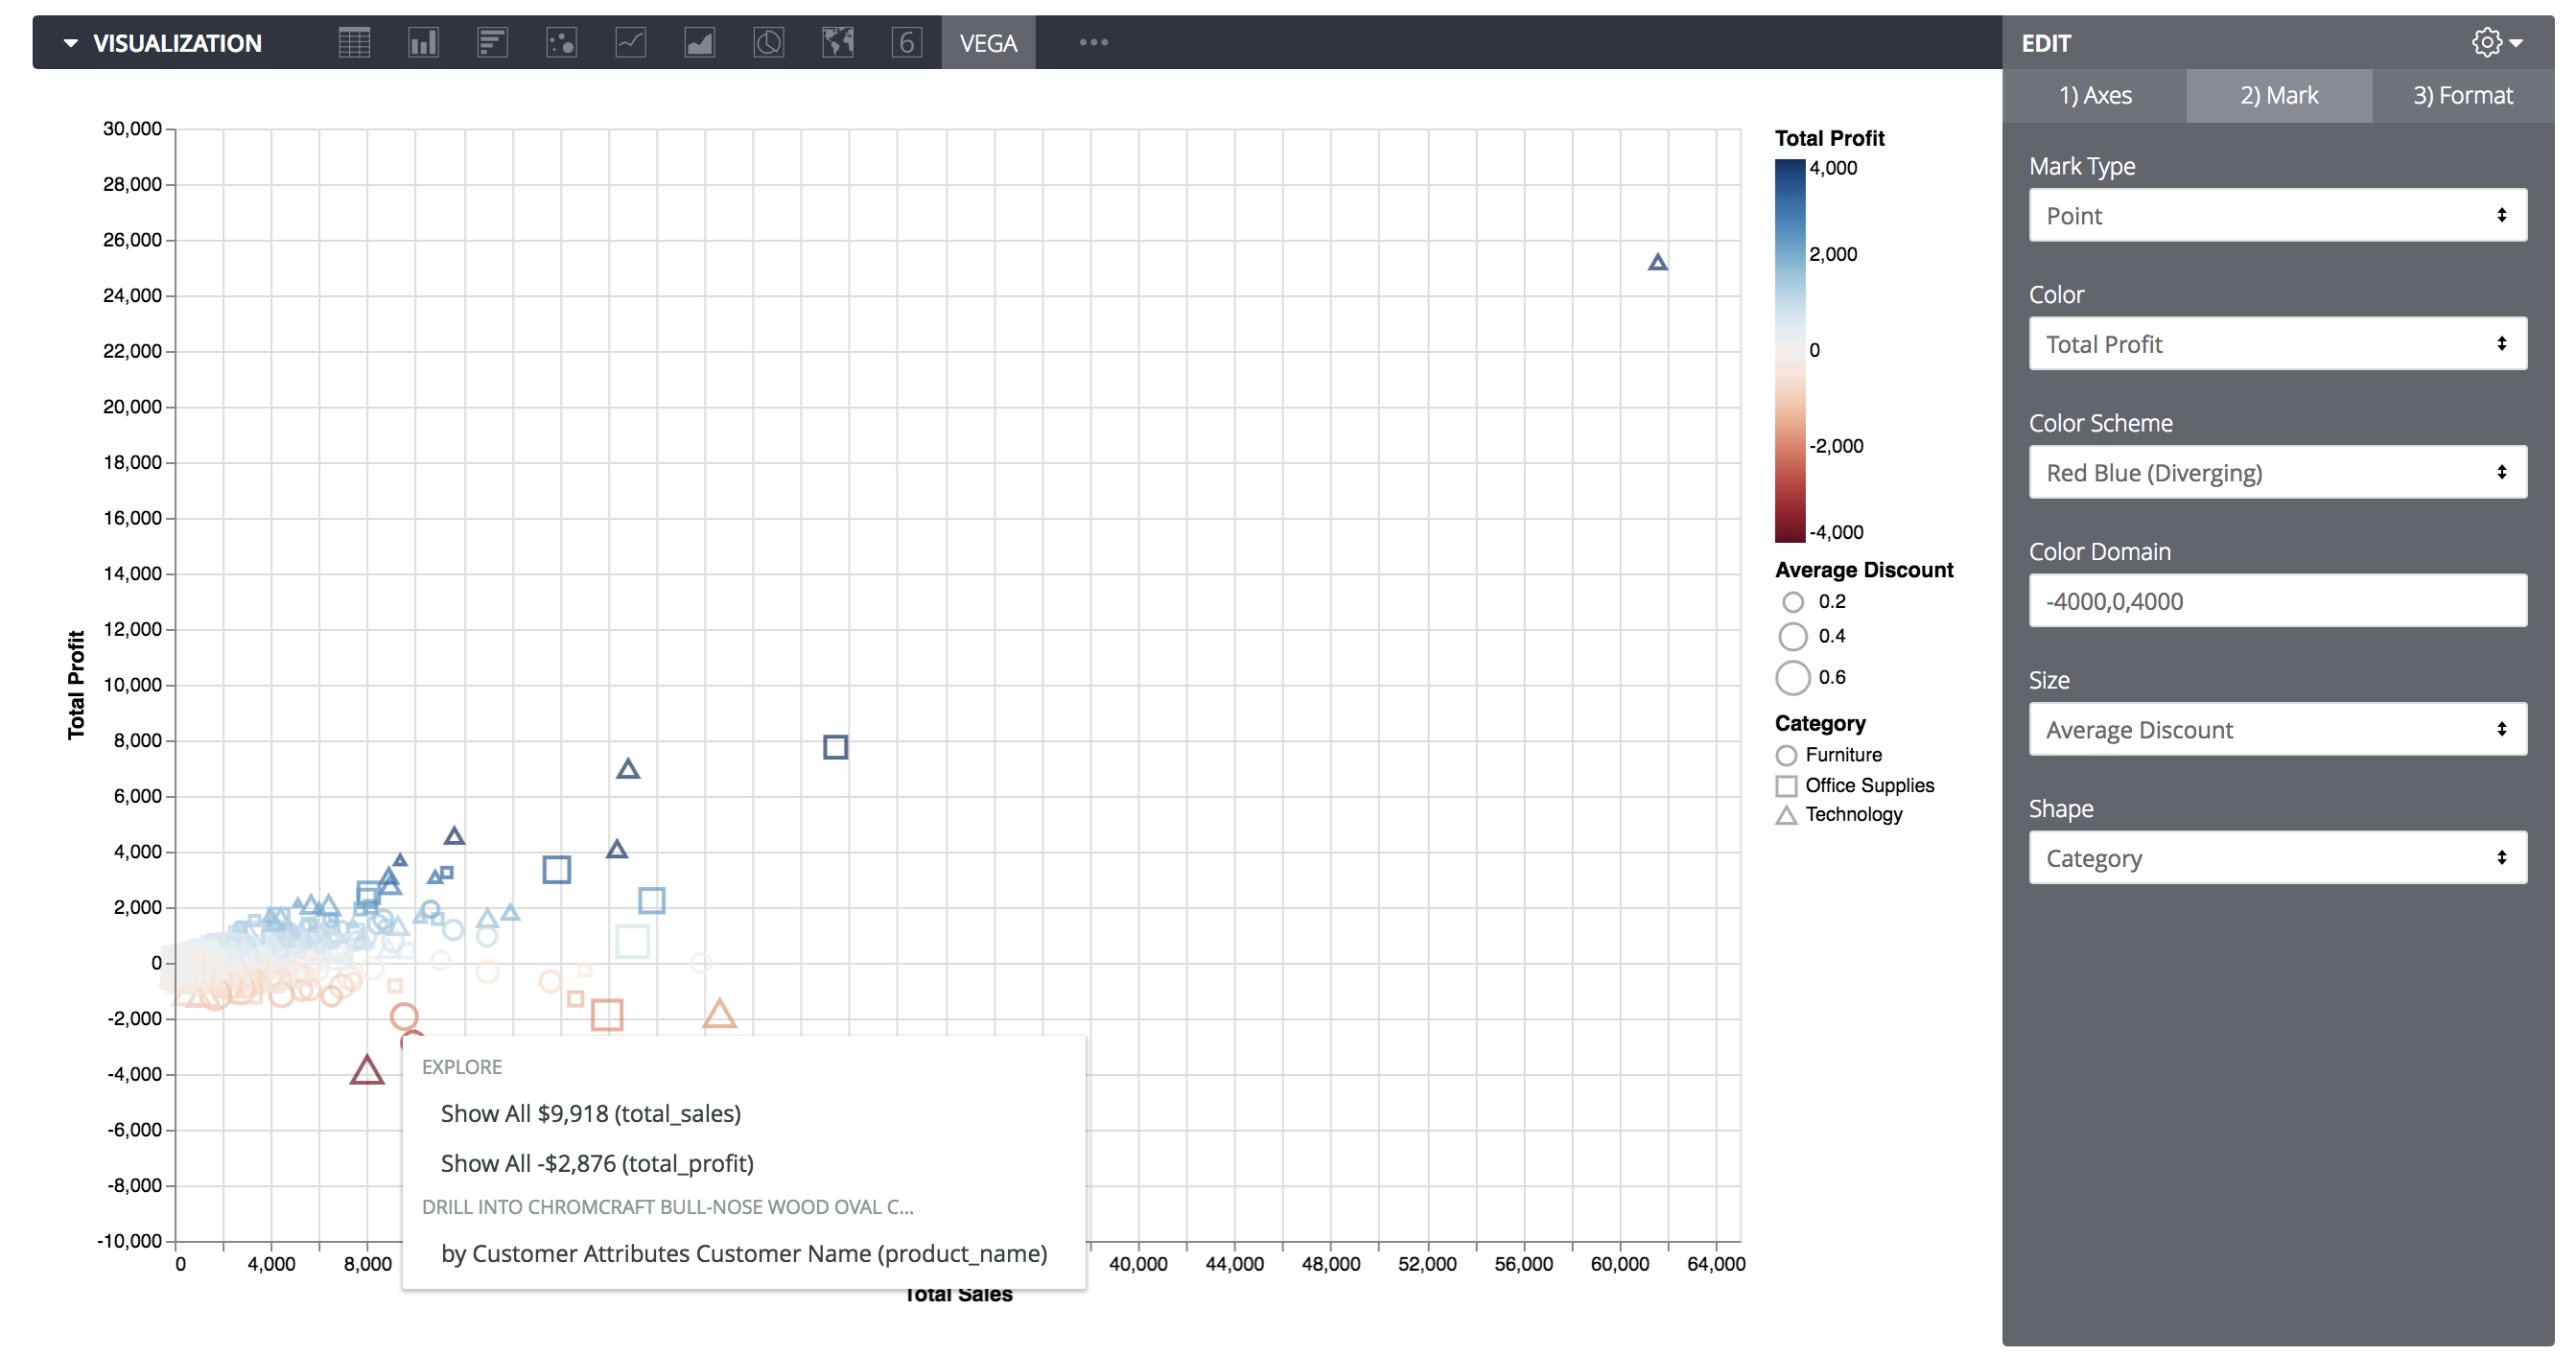 VISUALIZATION
6
VEGA
EDIT
1) Axes
2) Mark
3) Format
30,000
28,000
26,000
24,000
22,000
20,000
18,000
16,000
14,000
12,000
10,000
8,000
6,000
4,000
2,000
0
-2,000
-4,000
-6,000
-8,000
-10,000
Total Profit
0
4,000
8,000
40,000
44,000
48,000
52,000
56,000
60,000
64,000
Total Sales
EXPLORE
Show All $9,918 (total_sales)
Show All -$2,876 (total_profit)
DRILL INTO CHROMCRAFT BULL-NOSE WOOD OVAL C...
by Customer Attributes Customer Name (product_name)
Total Profit
4,000
2,000
0
-2,000
-4,000
Average Discount
0.2
0.4
0.6
Category
Furniture
Office Supplies
Technology
Mark Type
Point
Color
Total Profit
Color Scheme
Red Blue (Diverging)
Color Domain
-4000,0,4000
Size
Average Discount
Shape
Category